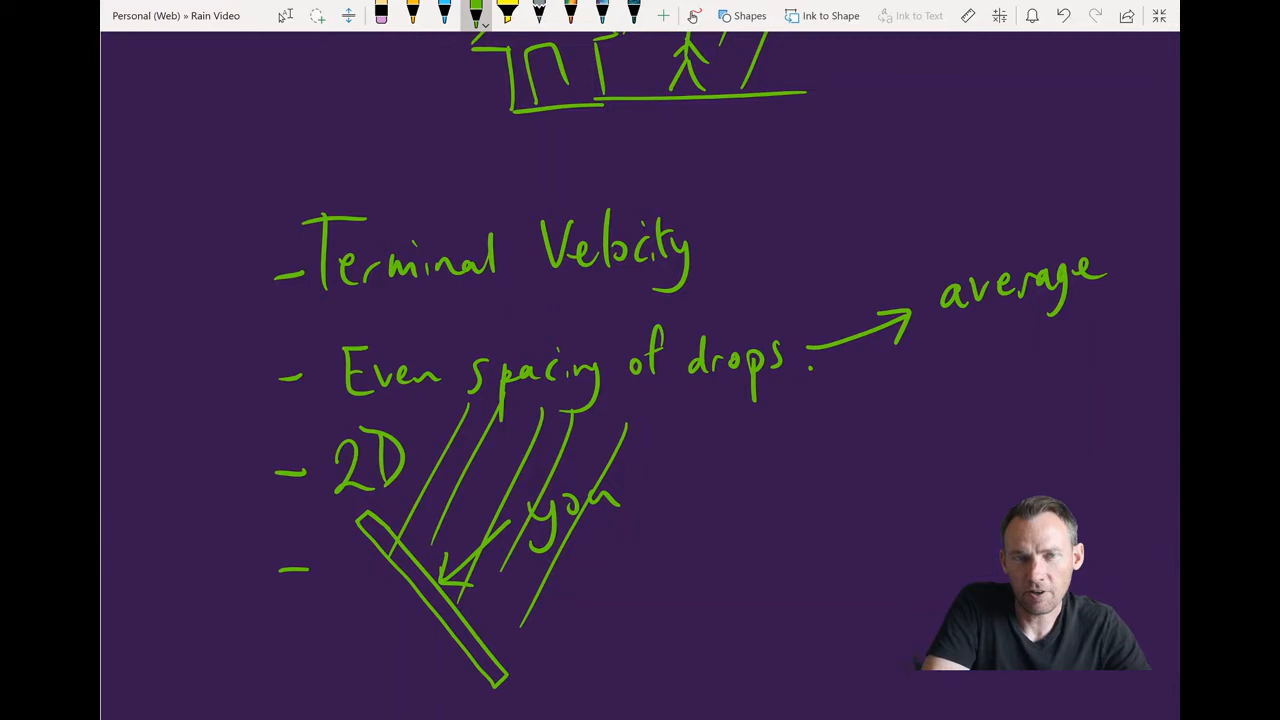 Personal (Web) » Rain Video
Shapes
Ink to Shape
Ink to Text
- Terminal Velocity
- Even spacing of drops. → average
- 2D
you
-